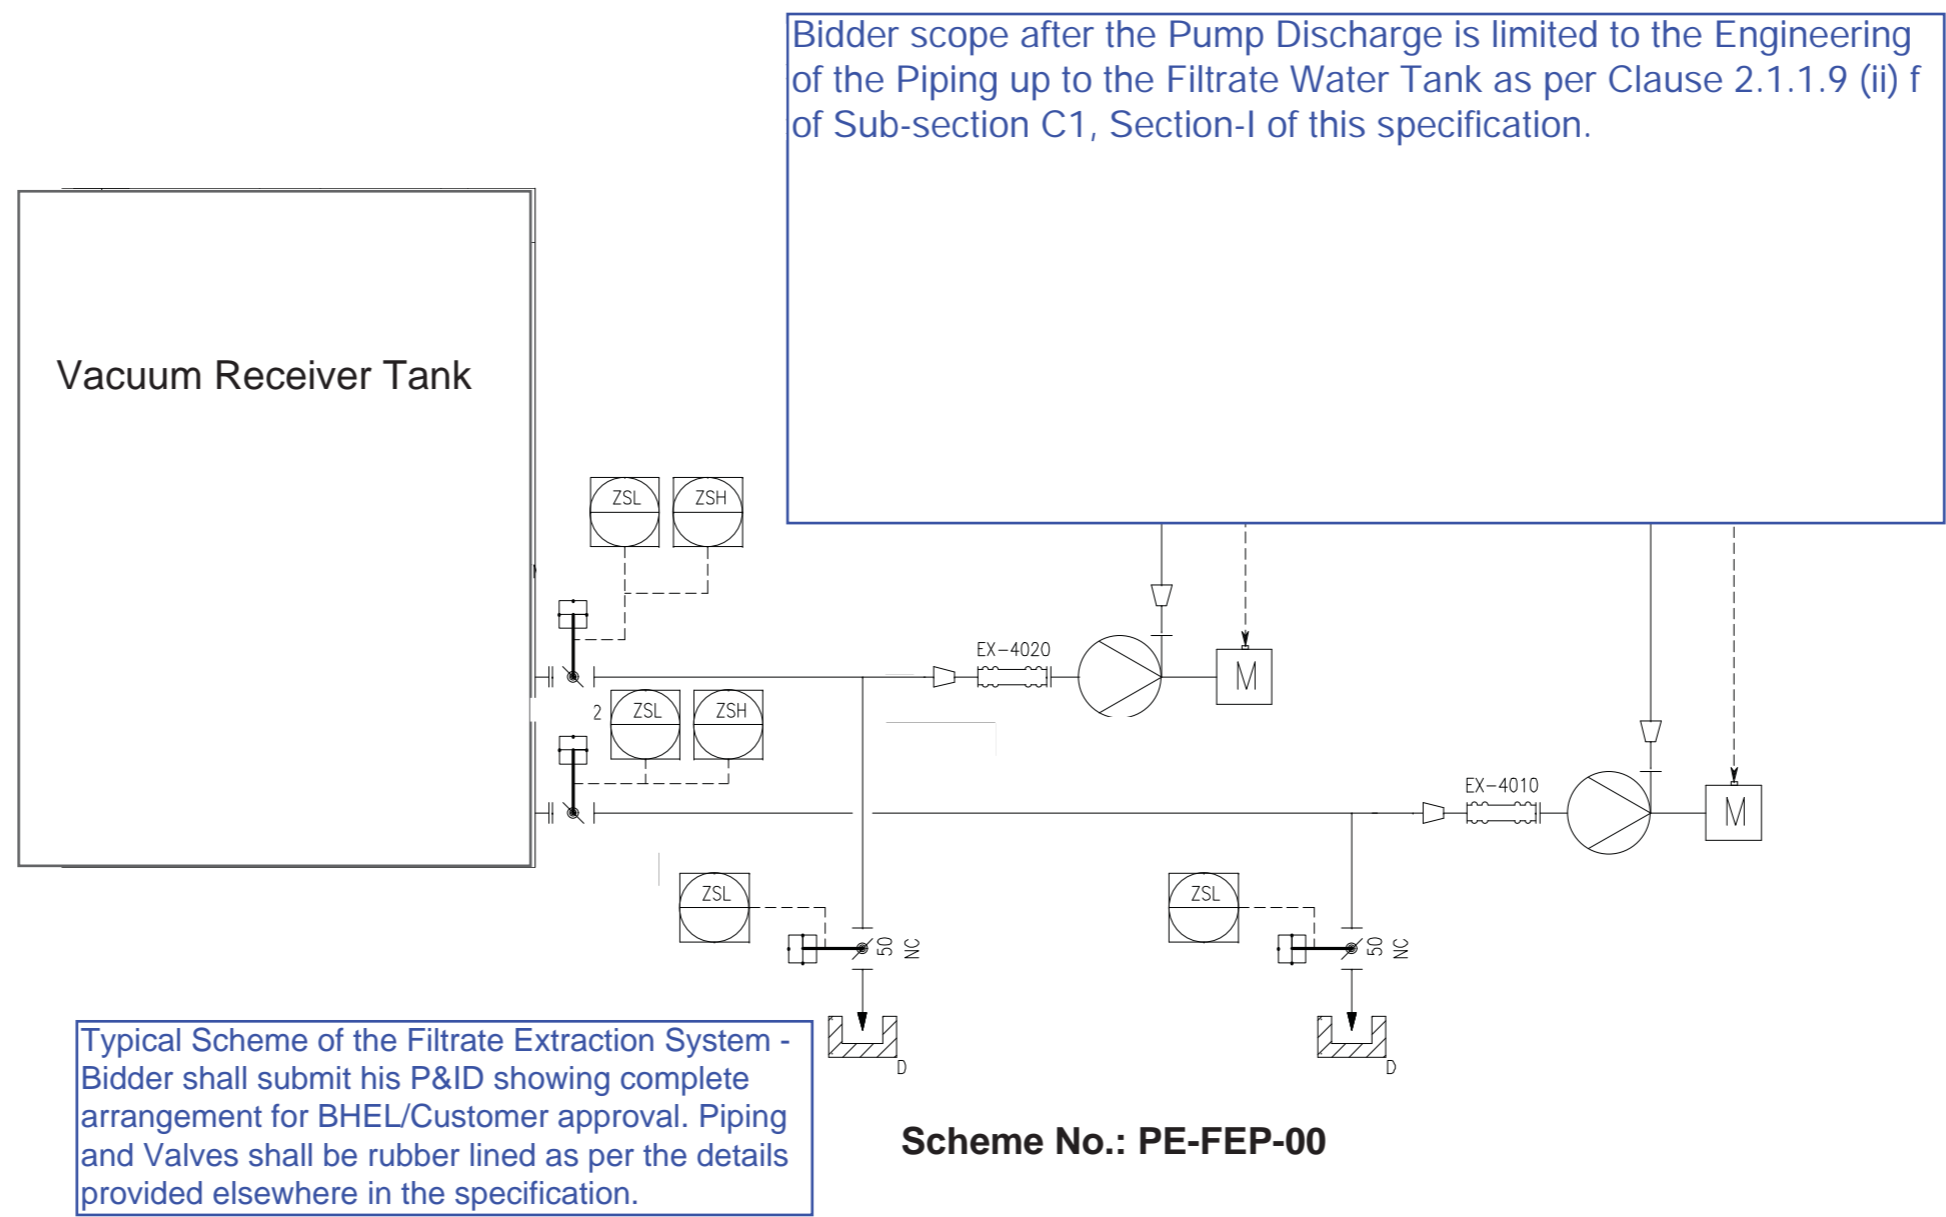 Bidder scope after the Pump Discharge is limited to the Engineering
of the Piping up to the Filtrate Water Tank as per Clause 2.1.1.9 (ii) f
of Sub-section C1, Section-I of this specification.
Vacuum Receiver Tank
ZSL
ZSH
EX-4020
M
2
ZSL
ZSH
EX-4010
M
ZSL
50
NC
ZSL
50
NC
D
D
Typical Scheme of the Filtrate Extraction System -
Bidder shall submit his P&ID showing complete
arrangement for BHEL/Customer approval. Piping
and Valves shall be rubber lined as per the details
provided elsewhere in the specification.
Scheme No.: PE-FEP-00